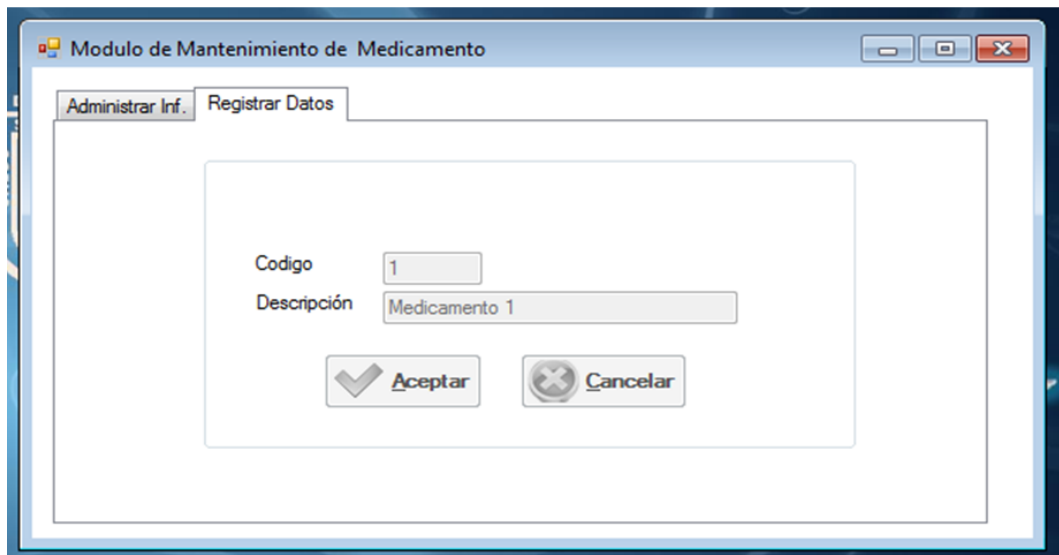 Modulo de Mantenimiento de Medicamento
Administrar Inf. Registrar Datos
Codigo 1
Descripción Medicamento 1
Aceptar Cancelar